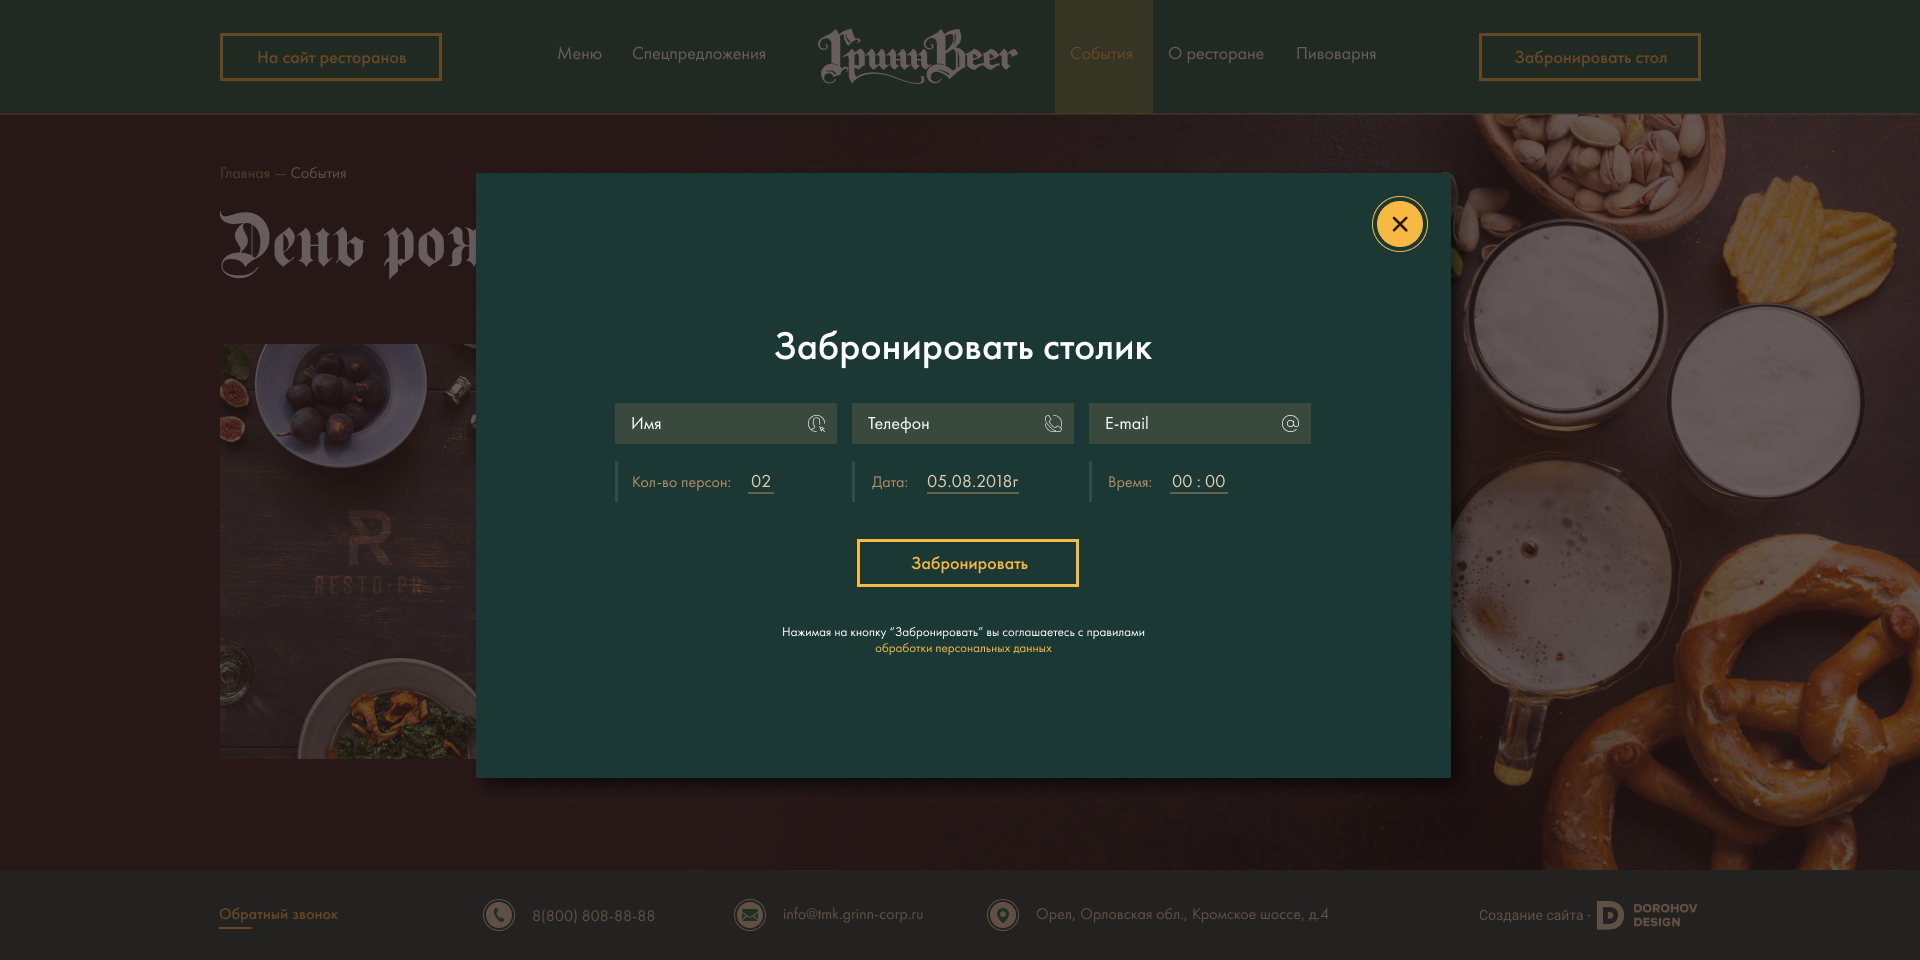 На сайт ресторанов
Меню
Спецпредложения
ГриннBeer
События
О ресторане
Пивоварня
Забронировать стол
Главная — События
День рож
Забронировать столик
Имя
Телефон
E-mail
Кол-во персон: 02
Дата: 05.08.2018г
Время: 00 : 00
RESTO.PR
Забронировать
Нажимая на кнопку “Забронировать” вы соглашаетесь с правилами
обработки персональных данных
Обратный звонок
8(800) 808-88-88
info@tmk.grinn-corp.ru
Орел, Орловская обл., Кромское шоссе, д.4
Создание сайта -
DOROHOV
DESIGN